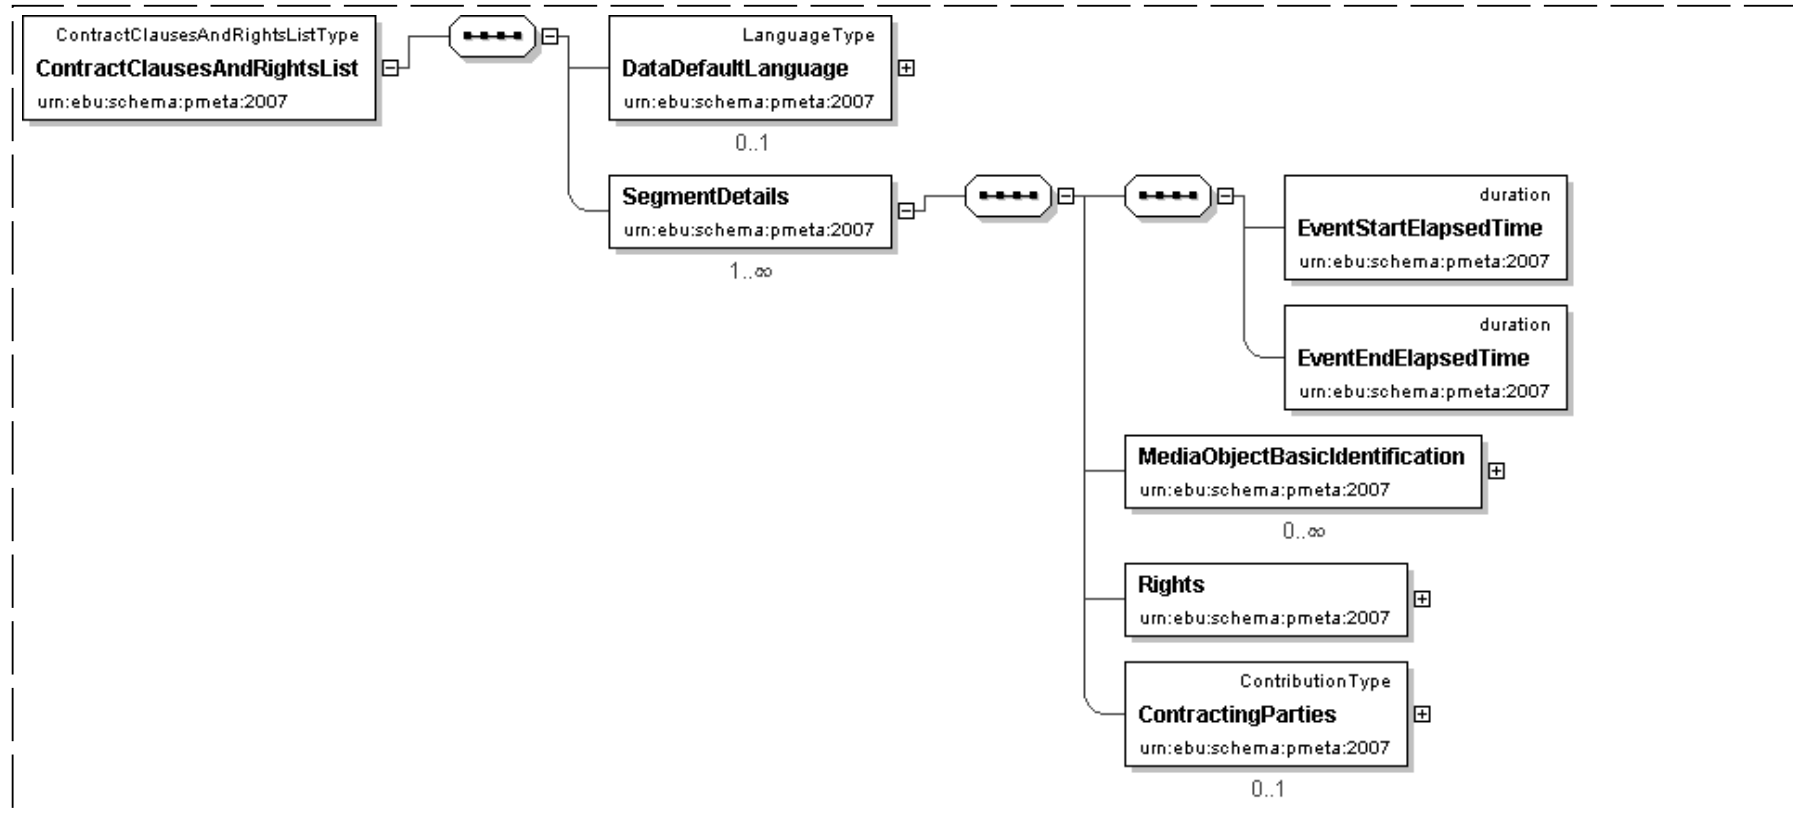 ContractClausesAndRightsListType
ContractClausesAndRightsList
urn:ebu:schema:pmeta:2007
LanguageType
DataDefaultLanguage
urn:ebu:schema:pmeta:2007
0..1
SegmentDetails
urn:ebu:schema:pmeta:2007
1..∞
duration
EventStartElapsedTime
urn:ebu:schema:pmeta:2007
duration
EventEndElapsedTime
urn:ebu:schema:pmeta:2007
MediaObjectBasicIdentification
urn:ebu:schema:pmeta:2007
0..∞
Rights
urn:ebu:schema:pmeta:2007
ContributionType
ContractingParties
urn:ebu:schema:pmeta:2007
0..1